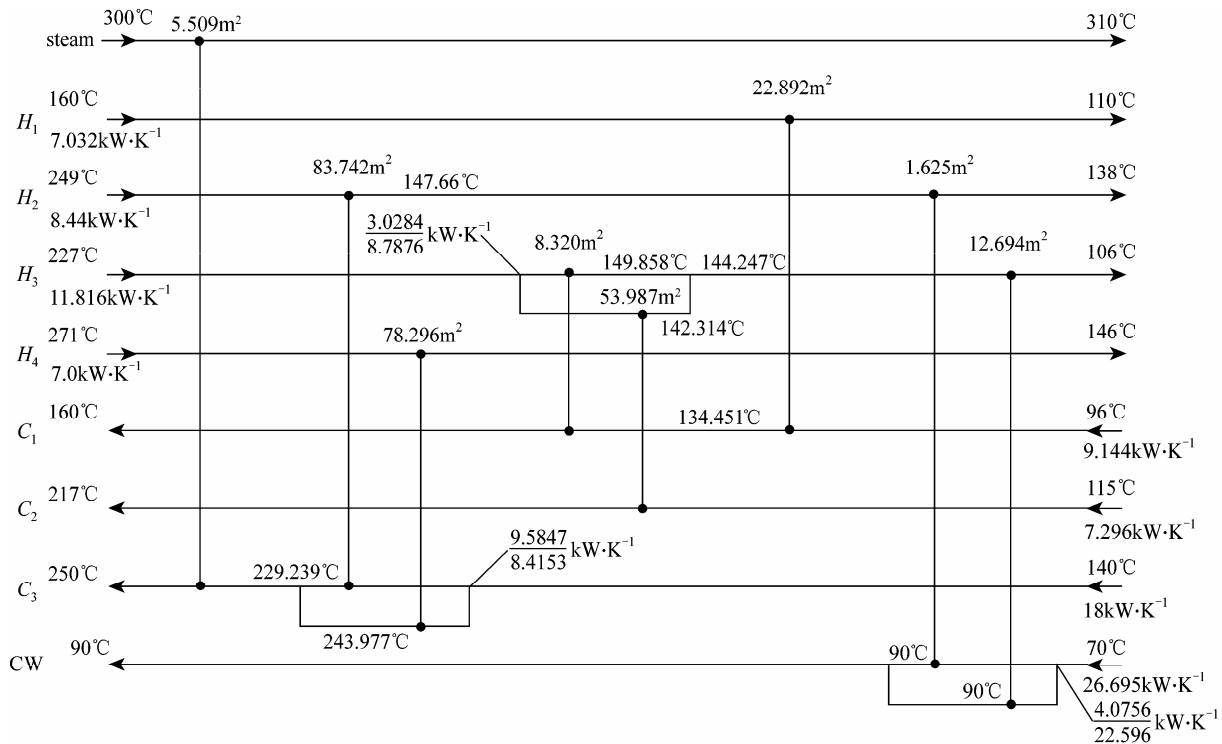 300℃ 5.509m² 310℃
steam
160℃ 22.892m² 110℃
H₁
7.032kW·K⁻¹
249℃ 83.742m² 147.66℃ 1.625m² 138℃
H₂
8.44kW·K⁻¹
3.0284/8.7876 kW·K⁻¹
227℃ 8.320m² 149.858℃ 144.247℃ 12.694m² 106℃
H₃
11.816kW·K⁻¹ 53.987m²
142.314℃
271℃ 78.296m² 146℃
H₄
7.0kW·K⁻¹
160℃ 134.451℃ 96℃
C₁
9.144kW·K⁻¹
217℃ 115℃
C₂
7.296kW·K⁻¹
9.5847/8.4153 kW·K⁻¹
250℃ 229.239℃ 140℃
C₃
18kW·K⁻¹
243.977℃
90℃ 90℃ 70℃
CW
26.695kW·K⁻¹
90℃
4.0756/22.596 kW·K⁻¹